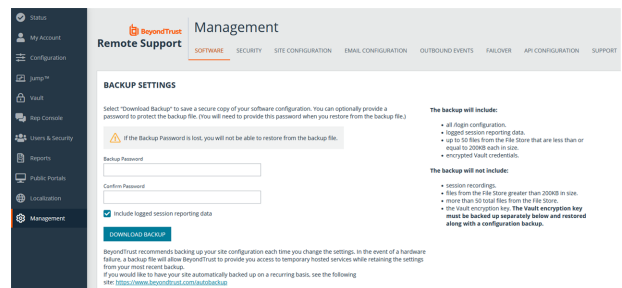 Status
My Account
Configuration
Jump™
Vault
Rep Console
Users & Security
Reports
Public Portals
Localization
Management
BeyondTrust
Remote Support
Management
SOFTWARE SECURITY SITE CONFIGURATION EMAIL CONFIGURATION OUTBOUND EVENTS FAILOVER API CONFIGURATION SUPPORT
BACKUP SETTINGS
Select "Download Backup" to save a secure copy of your software configuration. You can optionally provide a
password to protect the backup file. (You will need to provide this password when you restore from the backup file.)
If the Backup Password is lost, you will not be able to restore from the backup file.
Backup Password
Confirm Password
Include logged session reporting data
DOWNLOAD BACKUP
BeyondTrust recommends backing up your site configuration each time you change the settings. In the event of a hardware
failure, a backup file will allow BeyondTrust to provide you access to temporary hosted services while retaining the settings
from your most recent backup.
If you would like to have your site automatically backed up on a recurring basis, see the following
site: https://www.beyondtrust.com/autobackup
The backup will include:
• all /login configuration.
• logged session reporting data.
• up to 50 files from the File Store that are less than or
equal to 200KB each in size.
• encrypted Vault credentials.
The backup will not include:
• session recordings.
• files from the File Store greater than 200KB in size.
• more than 50 total files from the File Store.
• the Vault encryption key. The Vault encryption key
must be backed up separately below and restored
along with a configuration backup.